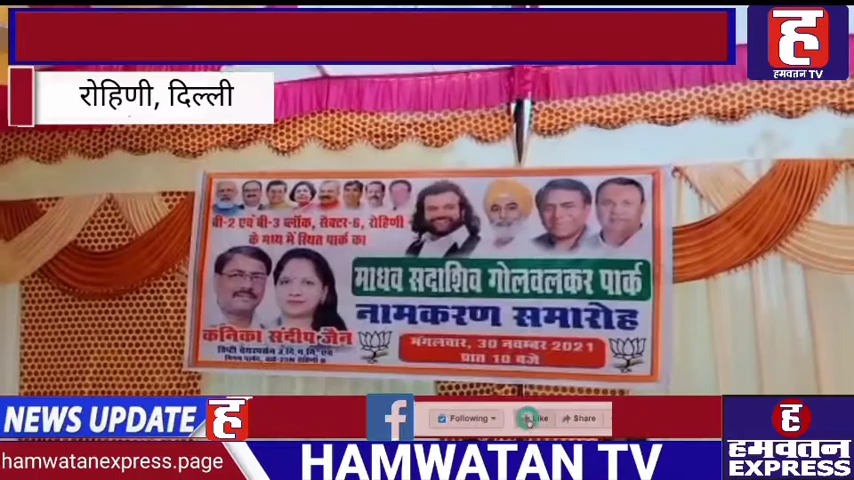 ह
हमवतन TV
रोहिणी, दिल्ली
बी-2 एवं बी-3 ब्लॉक, सैक्टर-6, रोहिणी
के मध्य में स्थित पार्क का
माधव सदाशिव गोलवलकर पार्क
नामकरण समारोह
कनिका संदीप जैन
मंगलवार, 30 नवम्बर 2021
प्रात 10 बजे
NEWS UPDATE
ह
f
Following
Like
Share
ह
हमवतन
EXPRESS
hamwatanexpress.page
HAMWATAN TV